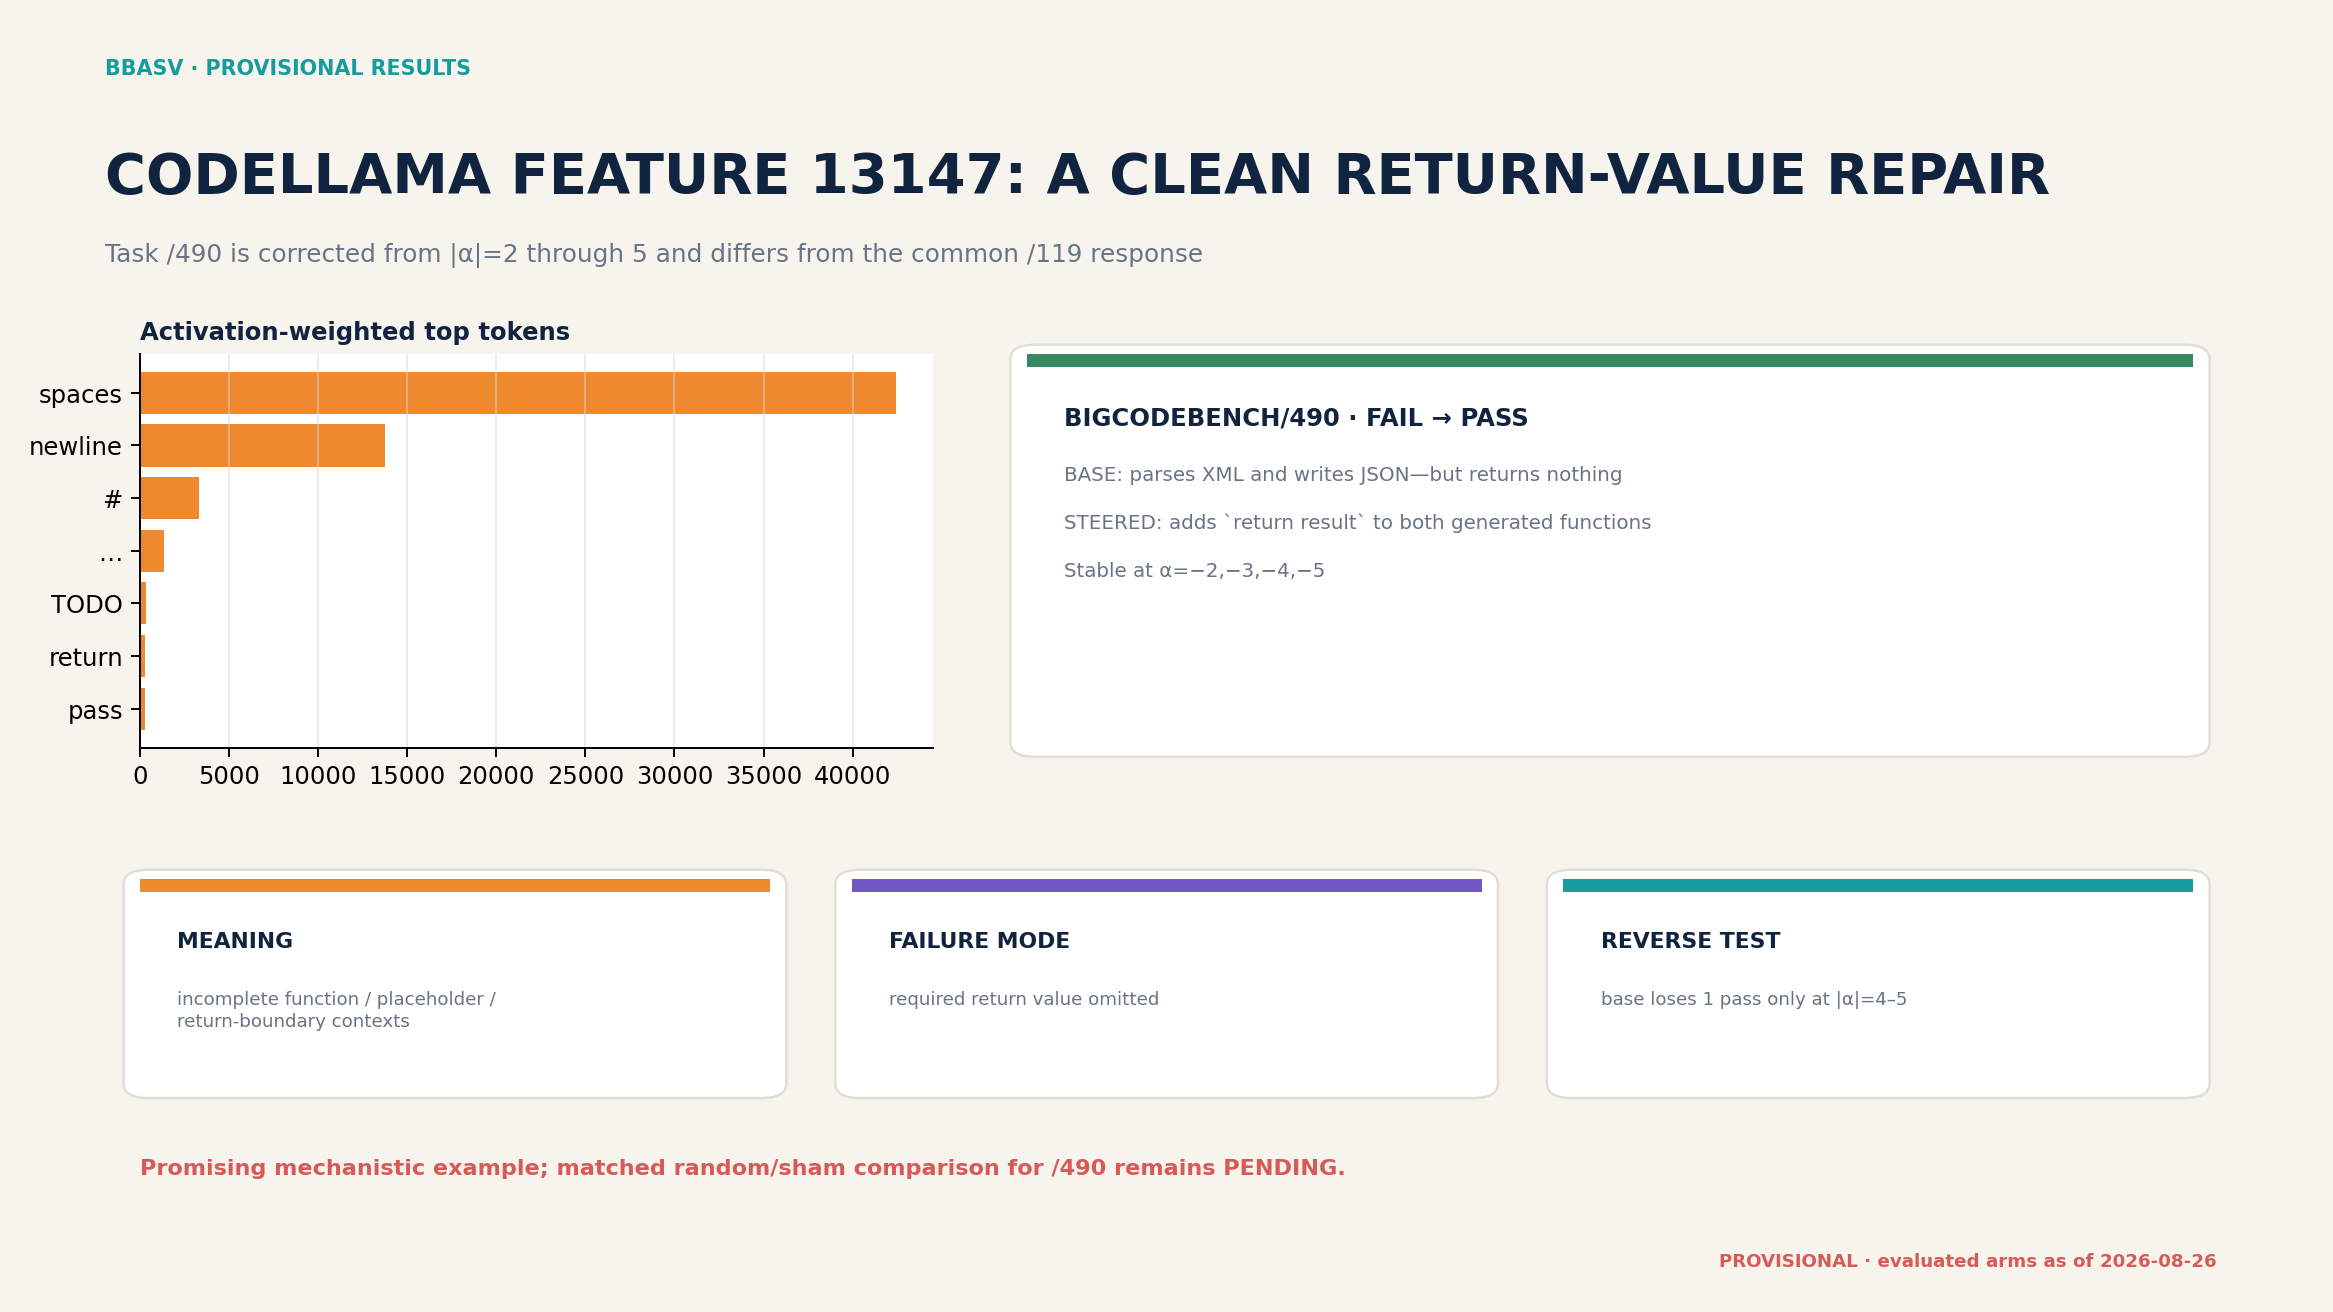 BBASV · PROVISIONAL RESULTS
CODELLAMA FEATURE 13147: A CLEAN RETURN-VALUE REPAIR
Task /490 is corrected from |α|=2 through 5 and differs from the common /119 response
Activation-weighted top tokens
spaces
newline
#
…
TODO
return
pass
0 5000 10000 15000 20000 25000 30000 35000 40000
BIGCODEBENCH/490 · FAIL → PASS
BASE: parses XML and writes JSON—but returns nothing
STEERED: adds `return result` to both generated functions
Stable at α=−2,−3,−4,−5
MEANING
incomplete function / placeholder /
return-boundary contexts
FAILURE MODE
required return value omitted
REVERSE TEST
base loses 1 pass only at |α|=4–5
Promising mechanistic example; matched random/sham comparison for /490 remains PENDING.
PROVISIONAL · evaluated arms as of 2026-08-26